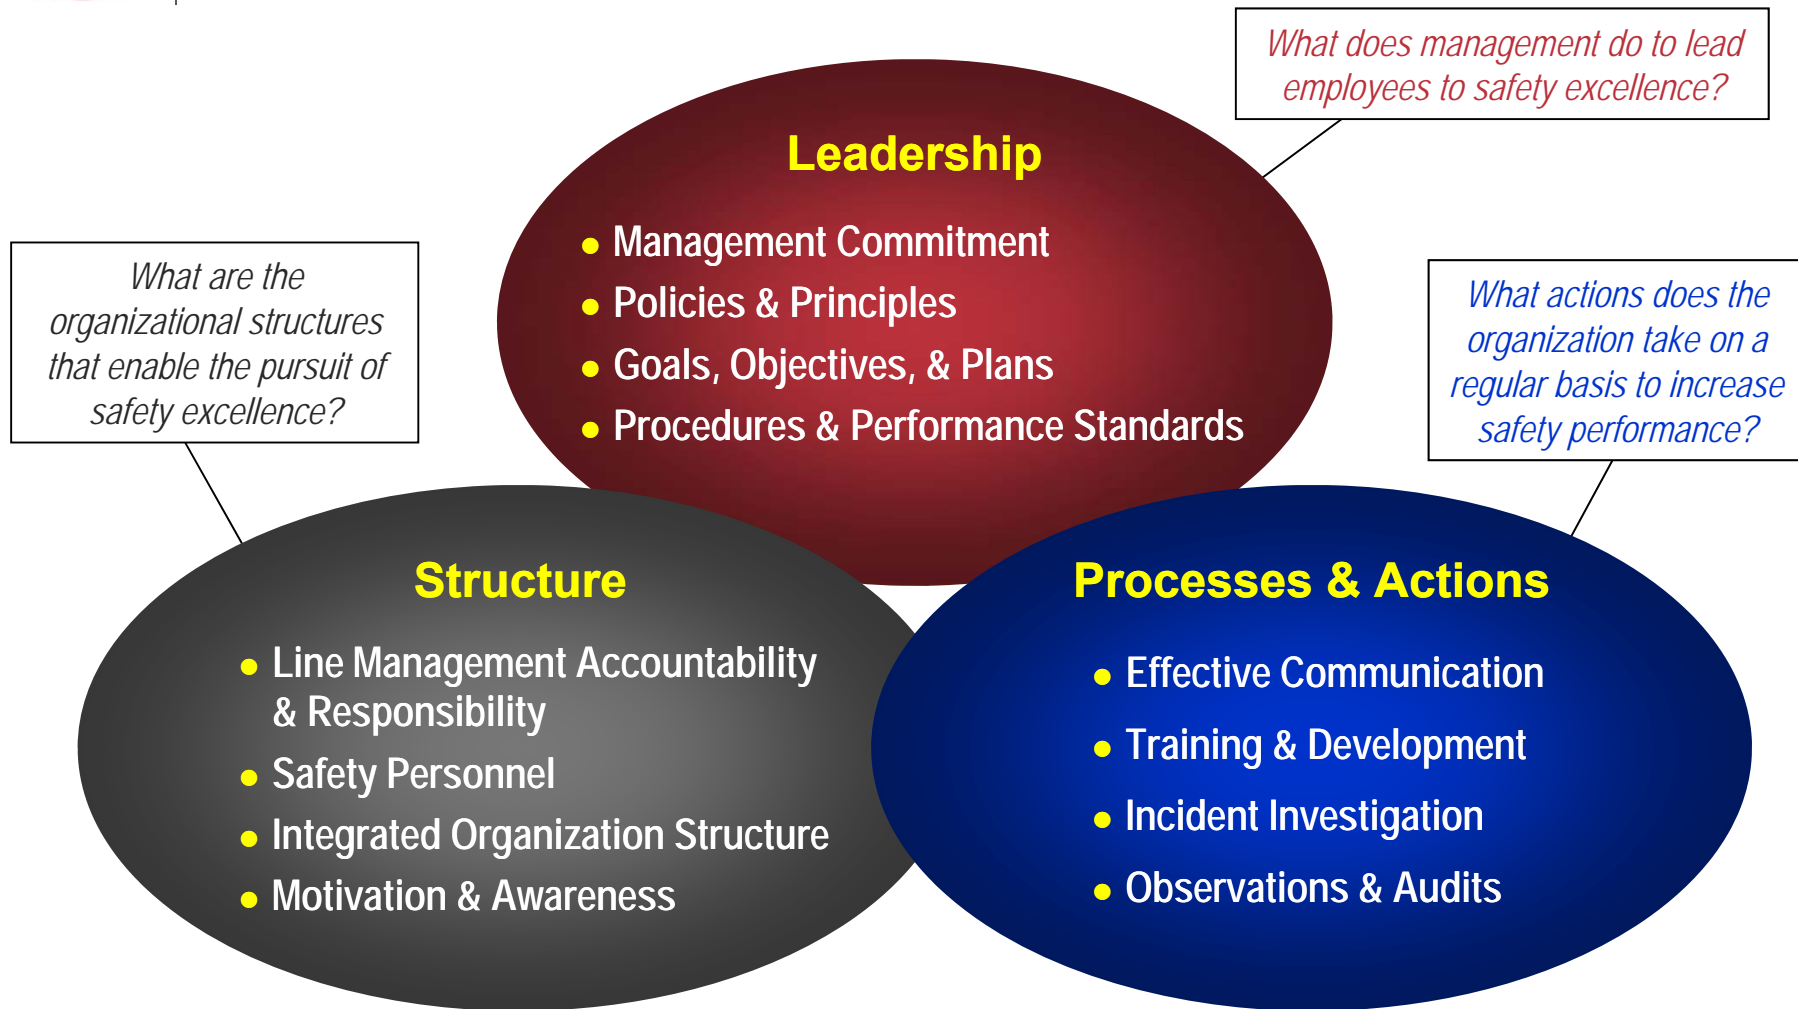 What does management do to lead
employees to safety excellence?
Leadership
● Management Commitment
● Policies & Principles
● Goals, Objectives, & Plans
● Procedures & Performance Standards
What are the
organizational structures
that enable the pursuit of
safety excellence?
What actions does the
organization take on a
regular basis to increase
safety performance?
Structure
● Line Management Accountability
& Responsibility
● Safety Personnel
● Integrated Organization Structure
● Motivation & Awareness
Processes & Actions
● Effective Communication
● Training & Development
● Incident Investigation
● Observations & Audits